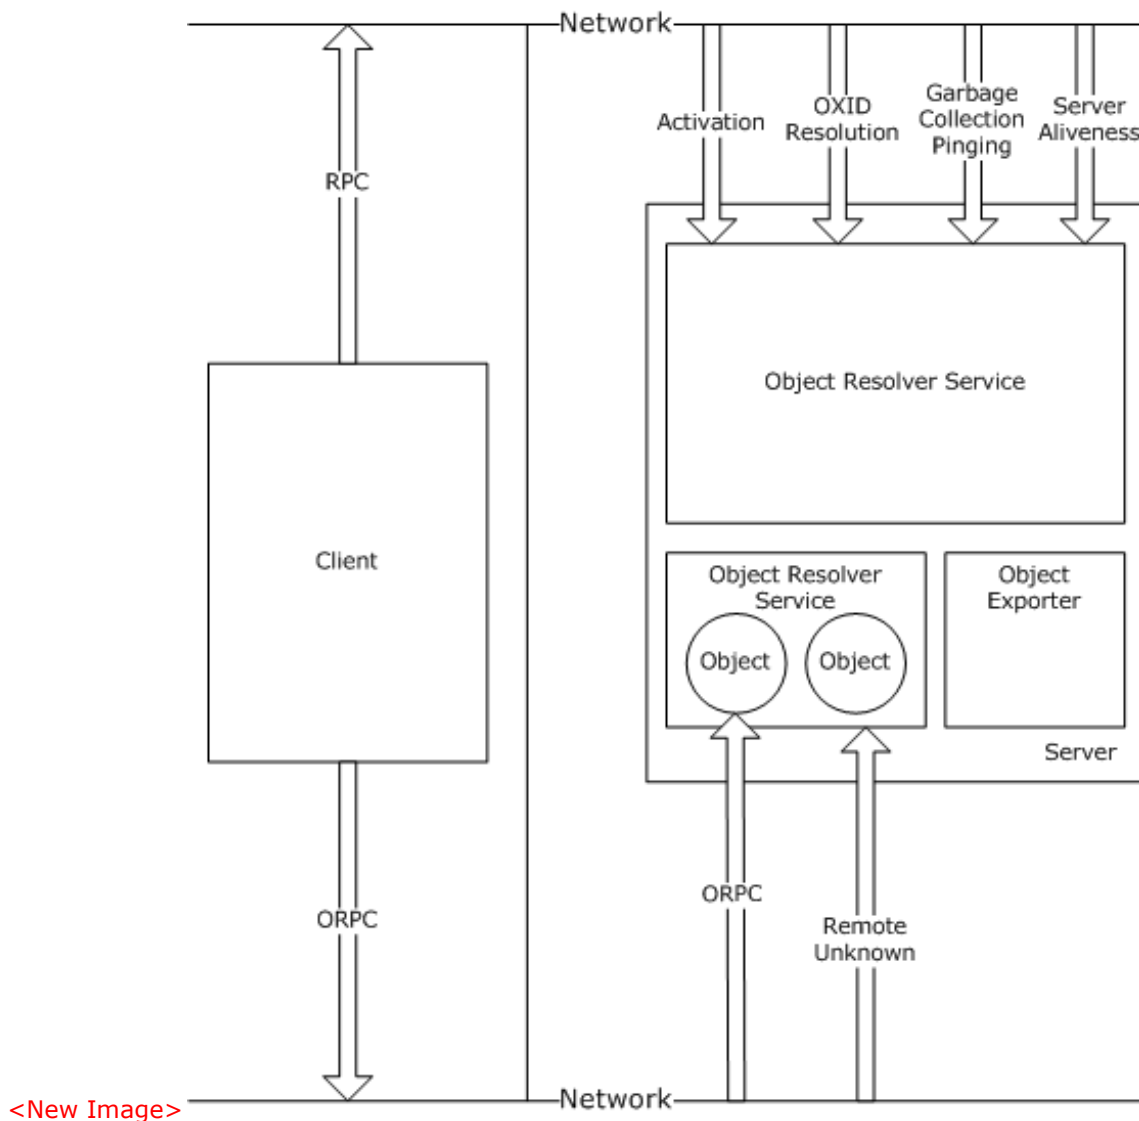 Network
Activation
OXID
Resolution
Garbage
Collection
Pinging
Server
Aliveness
RPC
Object Resolver Service
Client
Object Resolver
Service
Object
Object
Object
Exporter
Server
ORPC
ORPC
Remote
Unknown
Network
<New Image>